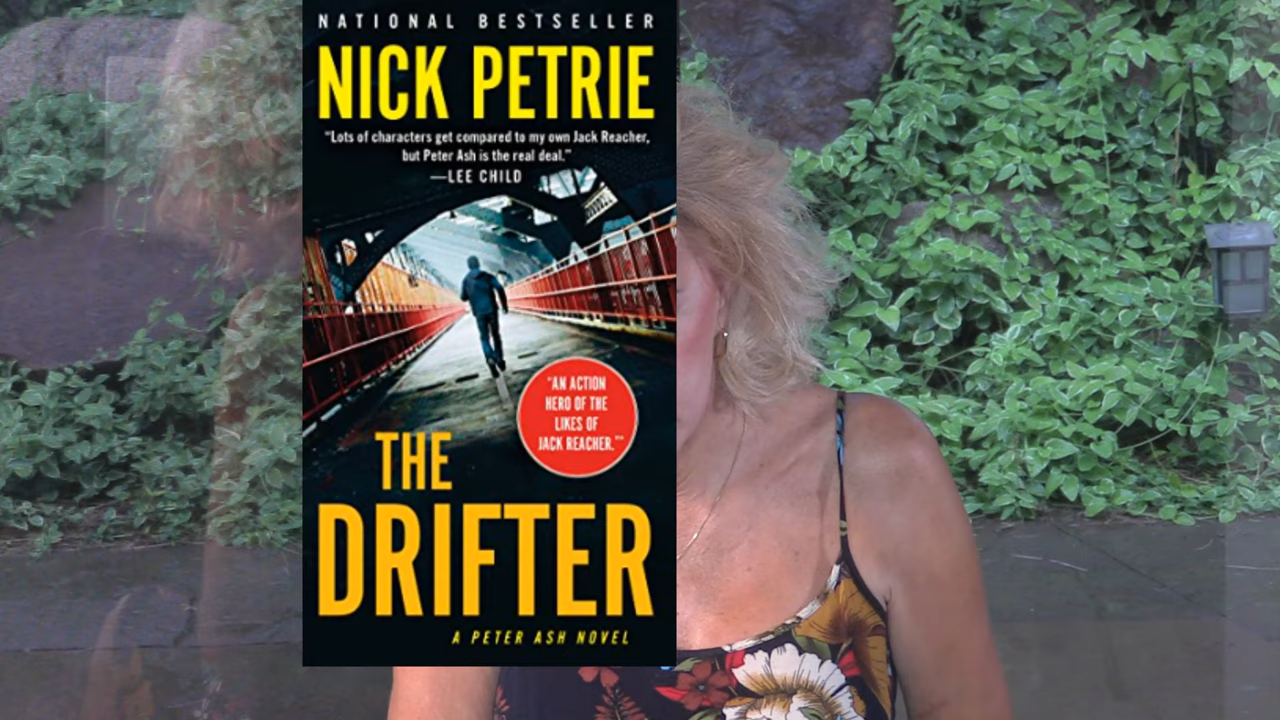 NATIONAL BESTSELLER
NICK PETRIE
“Lots of characters get compared to my own Jack Reacher,
but Peter Ash is the real deal.”
—LEE CHILD
“AN ACTION
HERO OF THE
LIKES OF
JACK REACHER.”*
THE
DRIFTER
A PETER ASH NOVEL